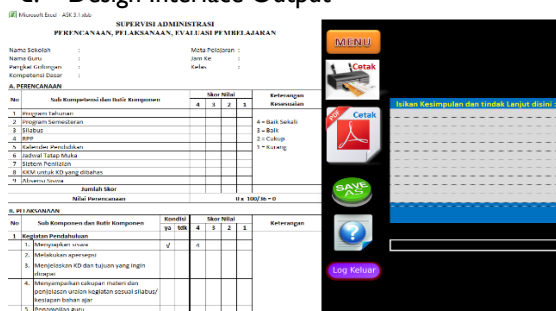 Design Interface Output
Microsoft Excel - ASK 2.1.xlsb
SUPERVISI ADMINISTRASI
PERENCANAAN, PELAKSANAAN, EVALUASI PEMBELAJARAN
Nama Sekolah : Mata Pelajaran :
Nama Guru : Jam Ke :
Pangkat Golongan : Kelas :
Kompetensi Dasar :
A. PERENCANAAN
No Sub Kompetensi dan Butir Komponen Skor Nilai Keterangan Kesesuaian
4 3 2 1
1 Program Tahunan
2 Program Semesteran
3 Silabus
4 RPP
5 Kalender Pendidikan
6 Jadwal Tatap Muka
7 Sistem Penilaian
8 KKM untuk KD yang dibahas
9 Absensi Siswa
4 = Baik Sekali
3 = Baik
2 = Cukup
1 = Kurang
Jumlah Skor
Nilai Perencanaan 0 x 100/36 = 0
B. PELAKSANAAN
No Sub Komponen dan Butir Komponen Kondisi Skor Nilai Keterangan
ya tdk 4 3 2 1
1 Kegiatan Pendahuluan
1. Menyiapkan siswa √ 4
2. Melakukan apersepsi
3. Menjelaskan KD dan tujuan yang ingin
dicapai
4. Menyampaikan cakupan materi dan
penjelasan uraian kegiatan sesuai silabus/
kesiapan bahan ajar
5. Penampilan guru
MENU
Cetak
PDF
Cetak
SAVE AS
?
Log Keluar
Isikan Kesimpulan dan tindak Lanjut disini :